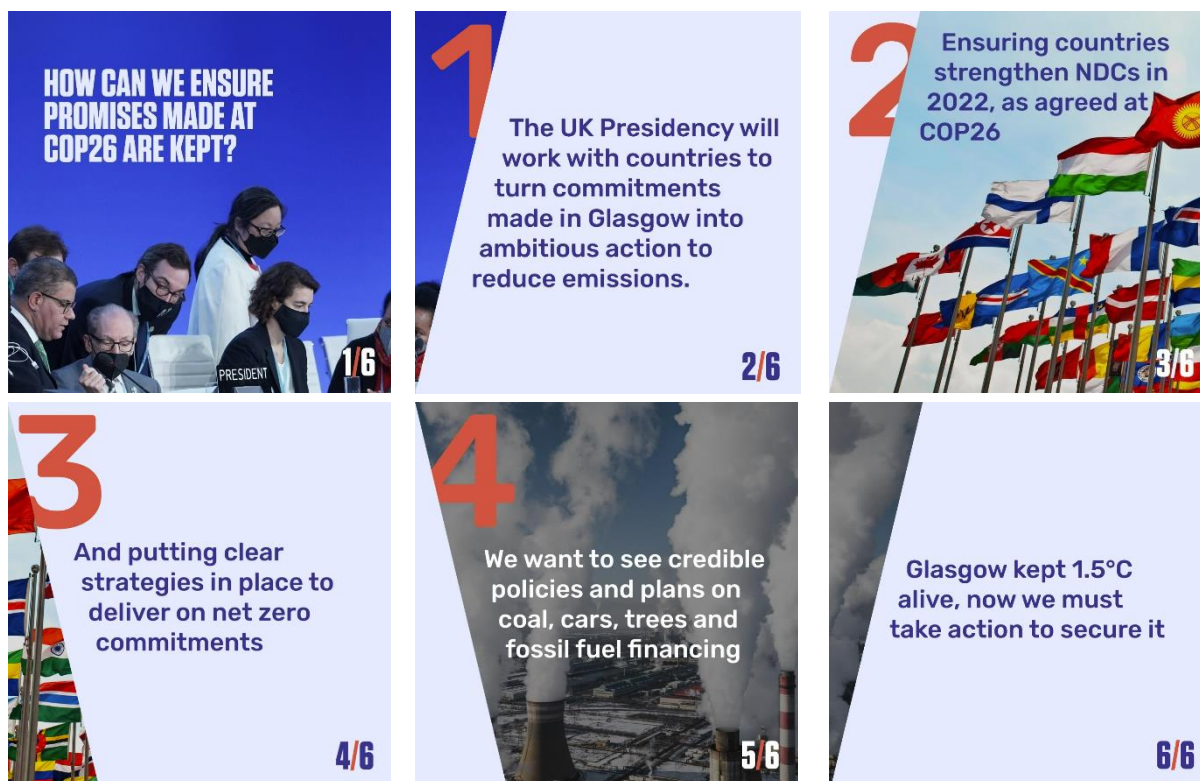 HOW CAN WE ENSURE
PROMISES MADE AT
COP26 ARE KEPT?
PRESIDENT
1/6
1
The UK Presidency will
work with countries to
turn commitments
made in Glasgow into
ambitious action to
reduce emissions.
2/6
2
Ensuring countries
strengthen NDCs in
2022, as agreed at
COP26
3/6
3
And putting clear
strategies in place to
deliver on net zero
commitments
4/6
4
We want to see credible
policies and plans on
coal, cars, trees and
fossil fuel financing
5/6
Glasgow kept 1.5°C
alive, now we must
take action to secure it
6/6